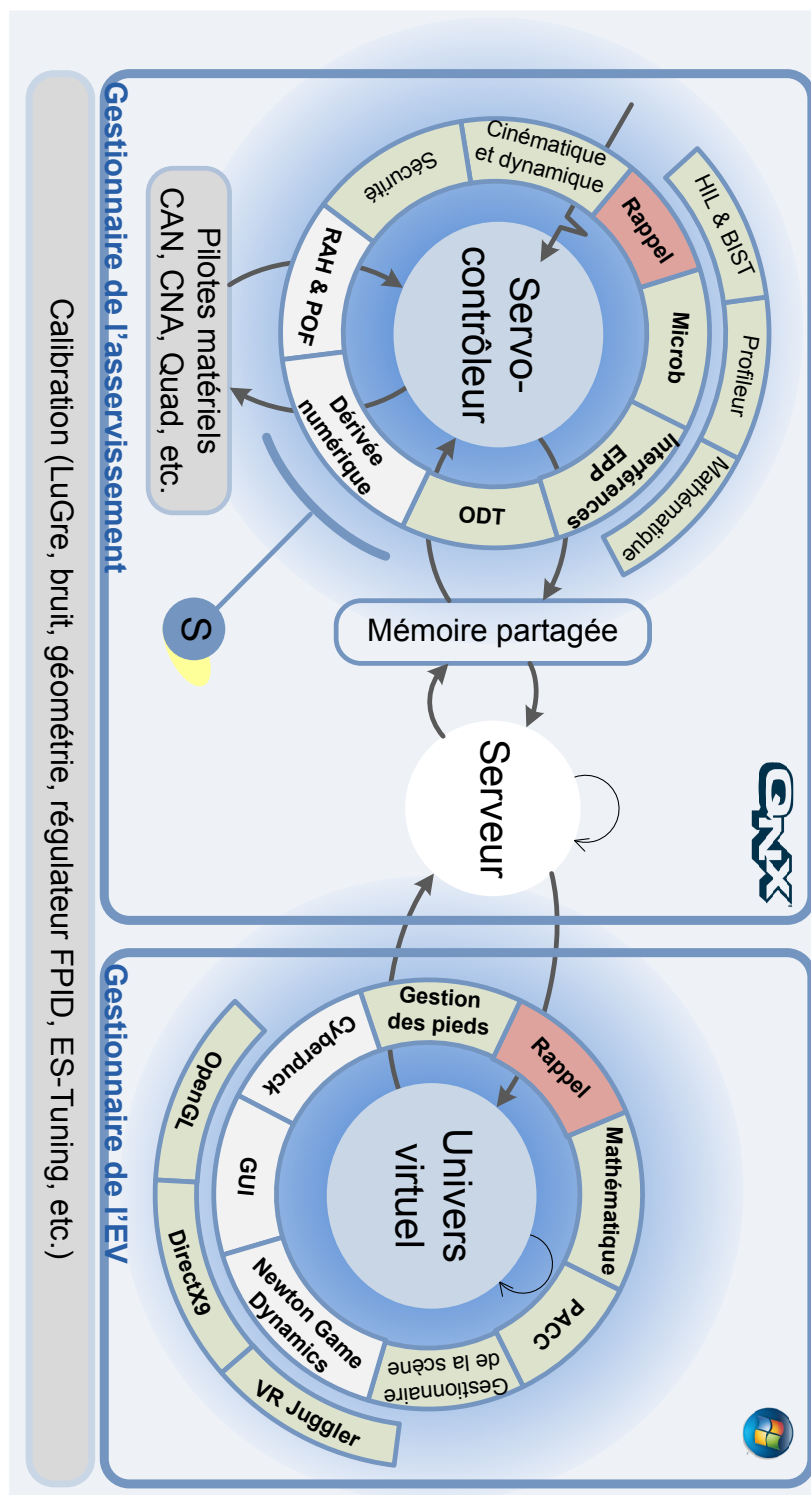 Gestionnaire de l'asservissement
HIL & BIST
Profileur
Mathématique
Cinématique
et dynamique
Rappel
Microb
Interférences
EPP
ODT
Dérivée
numérique
RAH & POF
Sécurité
Servo-
contrôleur
Pilotes matériels
CAN, CNA, Quad, etc.
S
Mémoire partagée
Serveur
QNX
Gestionnaire de l'EV
Gestion
des pieds
Rappel
Mathématique
PACC
Gestionnaire
de la scène
Newton Game
Dynamics
GUI
Cyberpuck
Univers
virtuel
OpenGL
DirectX9
VR Juggler
Calibration (LuGre, bruit, géométrie, régulateur FPID, ES-Tuning, etc.)